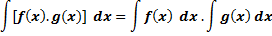 ∫[f(x).g(x)] dx = ∫f(x) dx . ∫g(x) dx